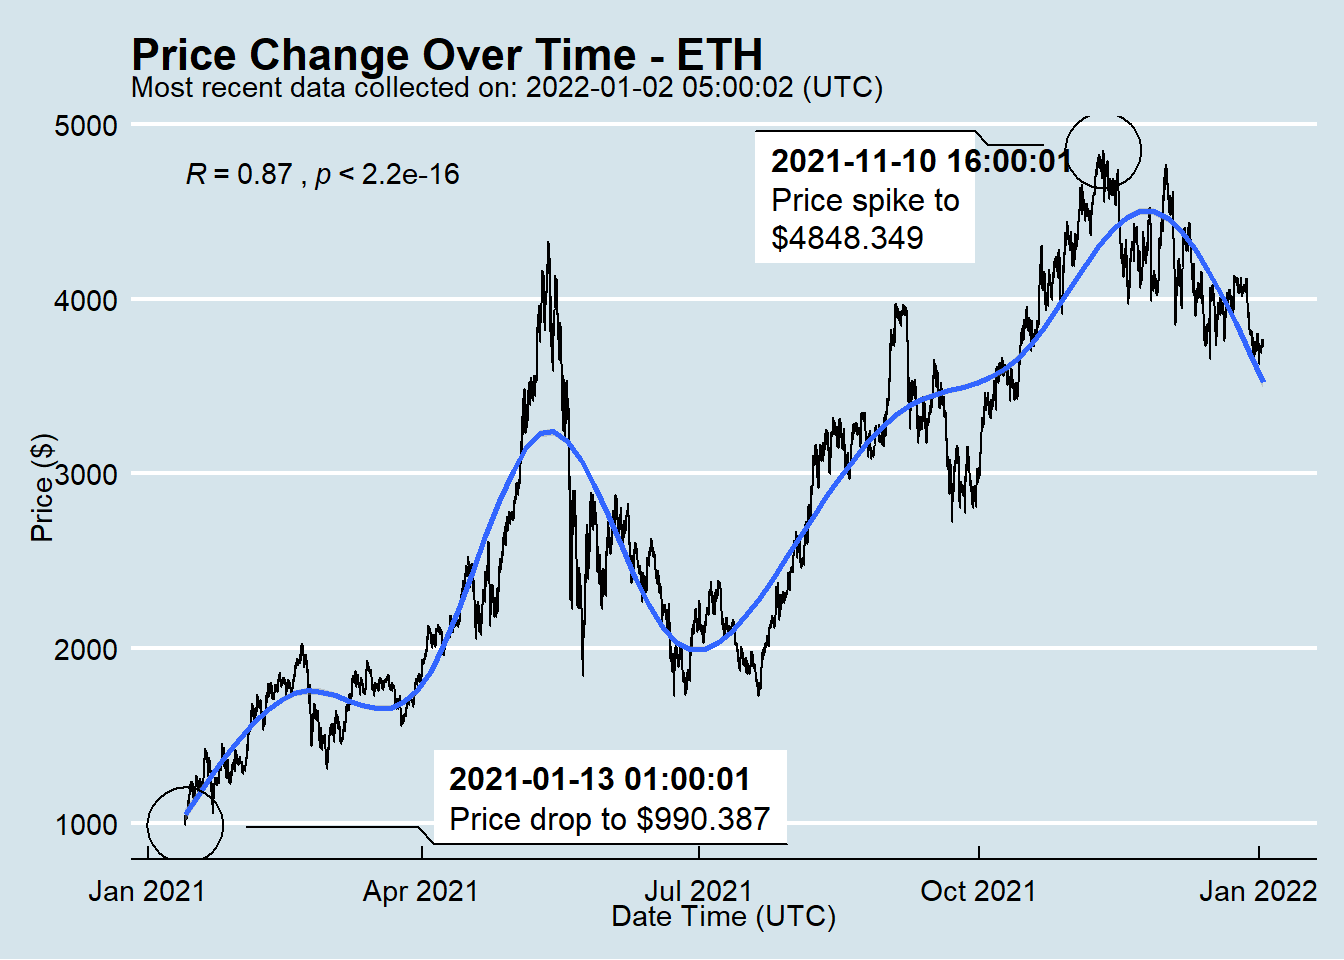 Price Change Over Time - ETH
Most recent data collected on: 2022-01-02 05:00:02 (UTC)
5000
R = 0.87 , p < 2.2e-16
2021-11-10 16:00:01
Price spike to
$4848.349
4000
Price ($)
3000
2000
2021-01-13 01:00:01
Price drop to $990.387
1000
Jan 2021 Apr 2021 Jul 2021 Oct 2021 Jan 2022
Date Time (UTC)